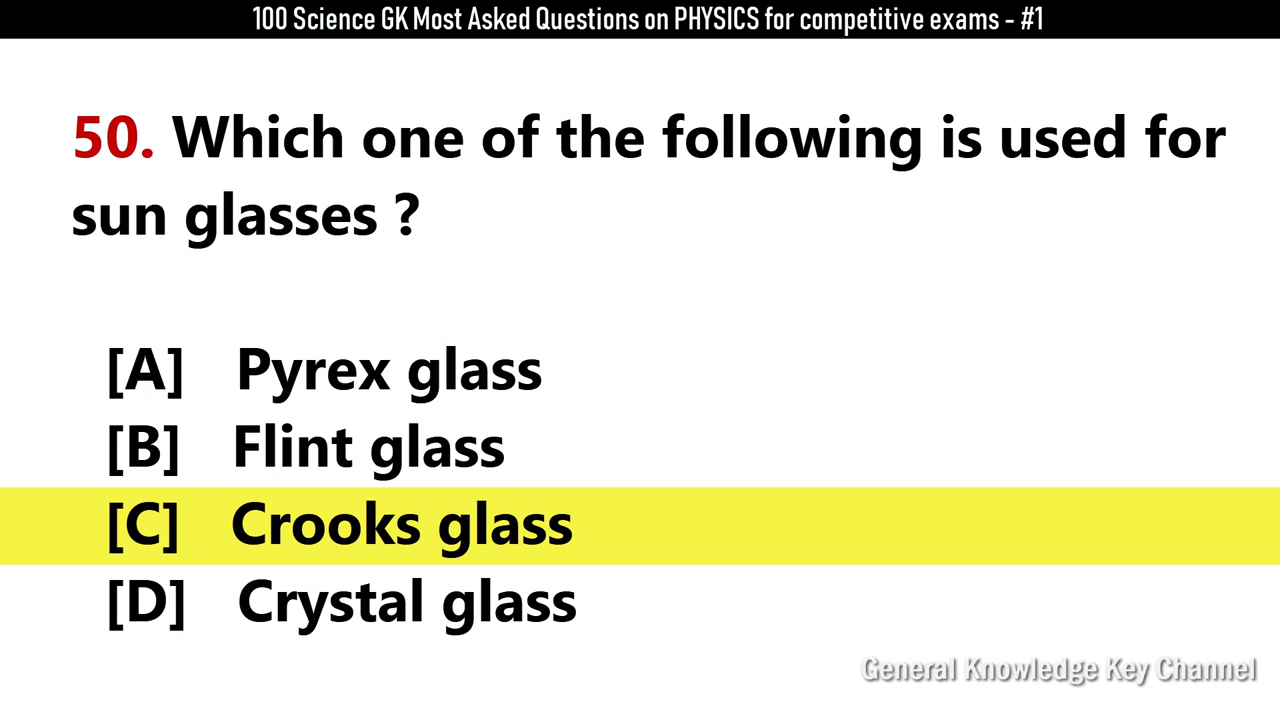 100 Science GK Most Asked Questions on PHYSICS for competitive exams - #1
50. Which one of the following is used for
sun glasses ?
[A] Pyrex glass
[B] Flint glass
[C] Crooks glass
[D] Crystal glass
General Knowledge Key Channel